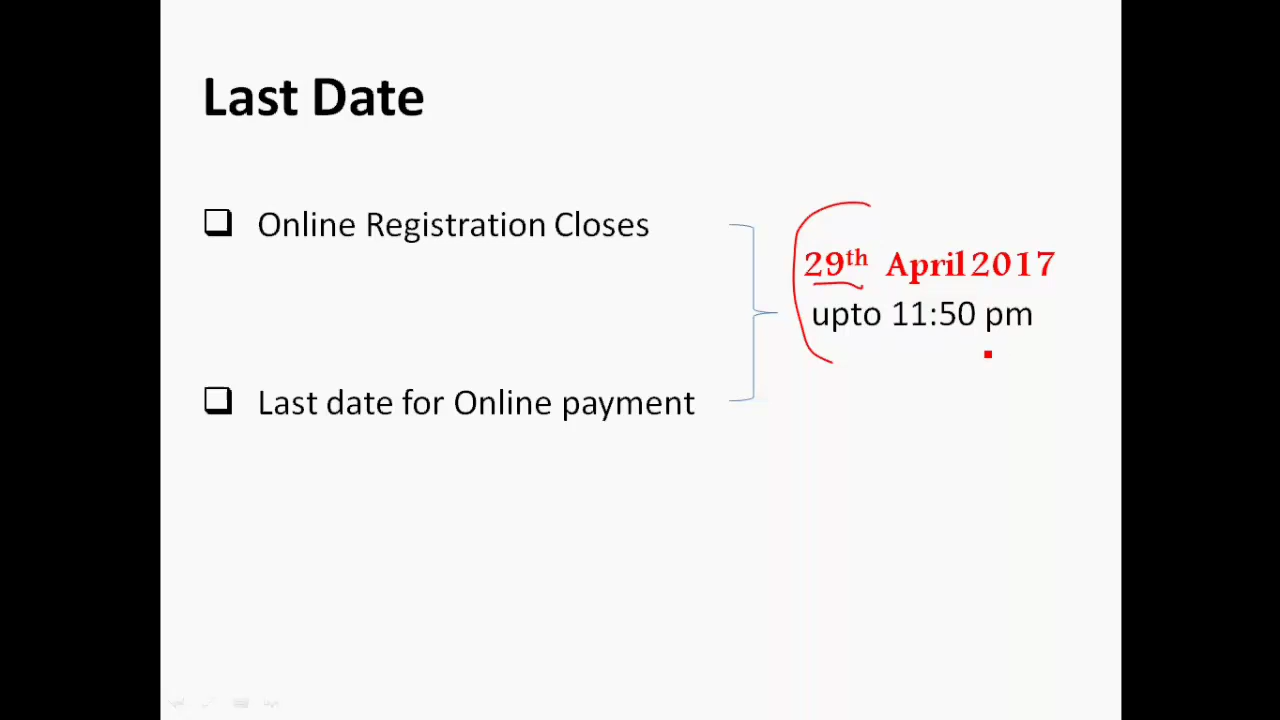 Last Date
Online Registration Closes
29th April 2017
upto 11:50 pm
Last date for Online payment